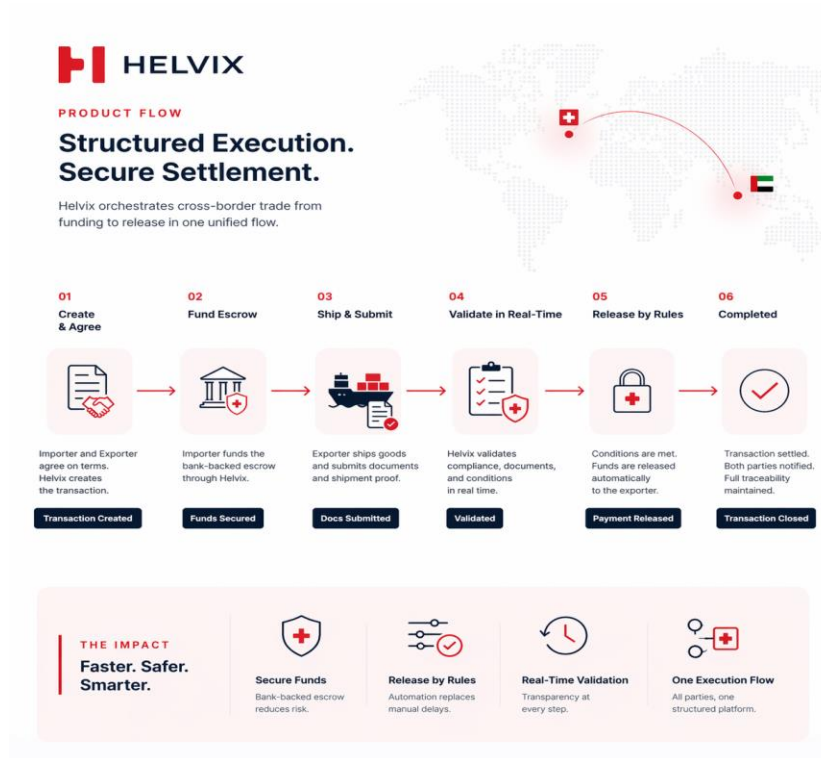 HELVIX
PRODUCT FLOW
Structured Execution.
Secure Settlement.
Helvix orchestrates cross-border trade from
funding to release in one unified flow.
01
Create
& Agree
Importer and Exporter
agree on terms.
Helvix creates
the transaction.
Transaction Created
02
Fund Escrow
Importer funds the
bank-backed escrow
through Helvix.
Funds Secured
03
Ship & Submit
Exporter ships goods
and submits documents
and shipment proof.
Docs Submitted
04
Validate in Real-Time
Helvix validates
compliance, documents,
and conditions
in real time.
Validated
05
Release by Rules
Conditions are met.
Funds are released
automatically
to the exporter.
Payment Released
06
Completed
Transaction settled.
Both parties notified.
Full traceability
maintained.
Transaction Closed
THE IMPACT
Faster. Safer.
Smarter.
Secure Funds
Bank-backed escrow
reduces risk.
Release by Rules
Automation replaces
manual delays.
Real-Time Validation
Transparency at
every step.
One Execution Flow
All parties, one
structured platform.